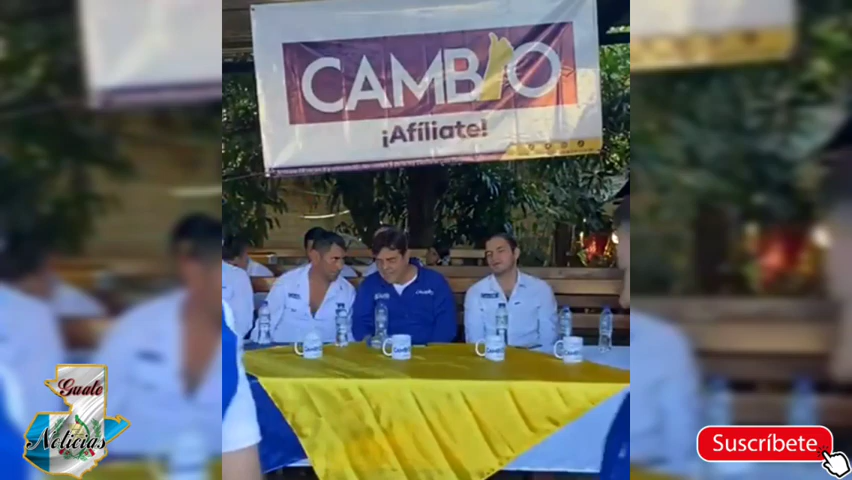 CAMBIO
¡Afíliate!
Guate
Noticias
Suscríbete